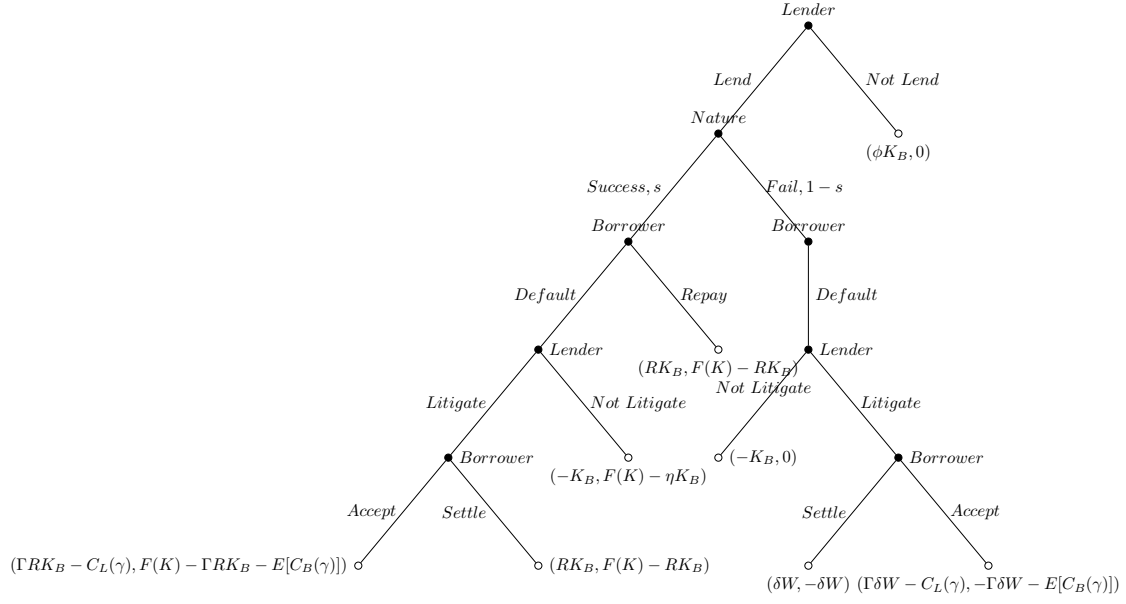 Lender
Lend
Not Lend
Nature
(ϕK_B, 0)
Success, s
Fail, 1 − s
Borrower
Borrower
Default
Repay
Default
Lender
Lender
(RK_B, F(K) − RK_B)
Not Litigate
Litigate
Not Litigate
Litigate
Borrower
(−K_B, 0)
Borrower
(−K_B, F(K) − ηK_B)
Accept
Settle
Settle
Accept
(ΓRK_B − C_L(γ), F(K) − ΓRK_B − E[C_B(γ)])
(RK_B, F(K) − RK_B)
(δW, −δW)
(ΓδW − C_L(γ), −ΓδW − E[C_B(γ)])